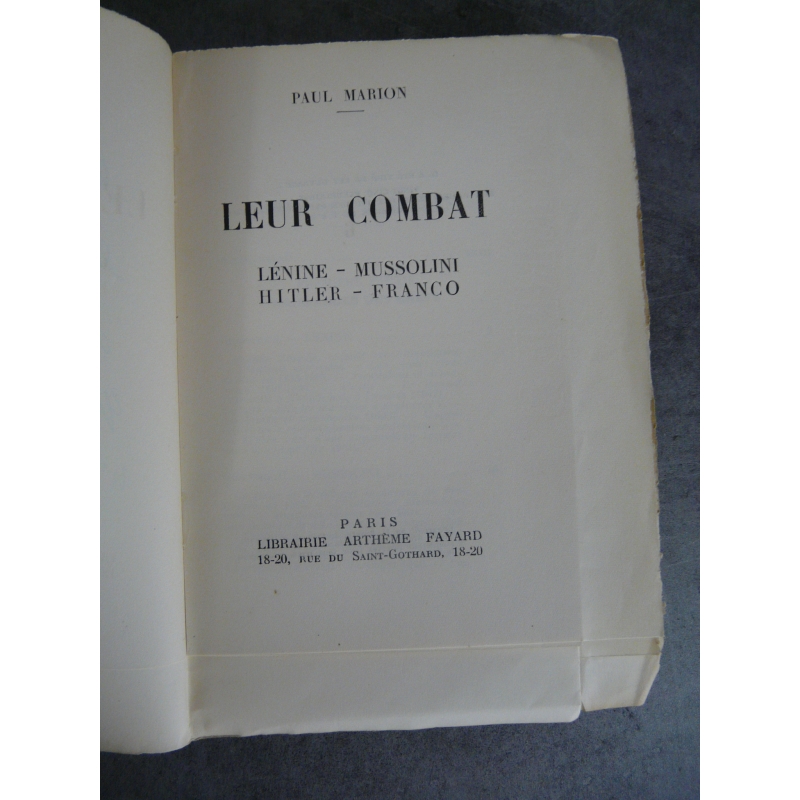 PAUL MARION
LEUR COMBAT
LÉNINE - MUSSOLINI
HITLER - FRANCO
PARIS
LIBRAIRIE ARTHÈME FAYARD
18-20, RUE DU SAINT-GOTHARD, 18-20